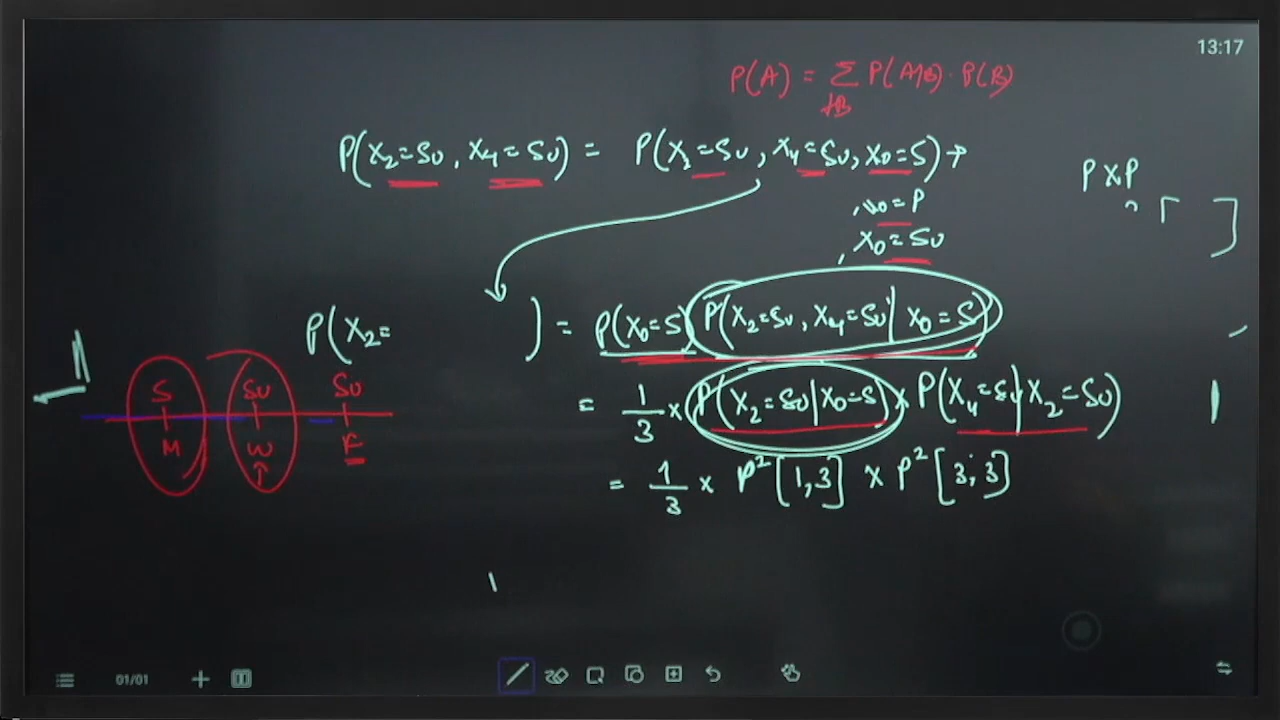 13:17
P(A) = Σ P(A|B) · P(B)
∀B
P(X₂=Su, X₄=Su) = P(X₂=Su, X₄=Su, X₀=S) +
P X P
, X₀=P
[ ]
, X₀=Su
P(X₂= ) = P(X₀=S) P(X₂=Su, X₄=Su | X₀=S)
S Su Su
= 1/3 × P(X₂=Su|X₀=S) × P(X₄=Su|X₂=Su)
M W F
↑
= 1/3 × P²[1,3] × P²[3,3]
01/01